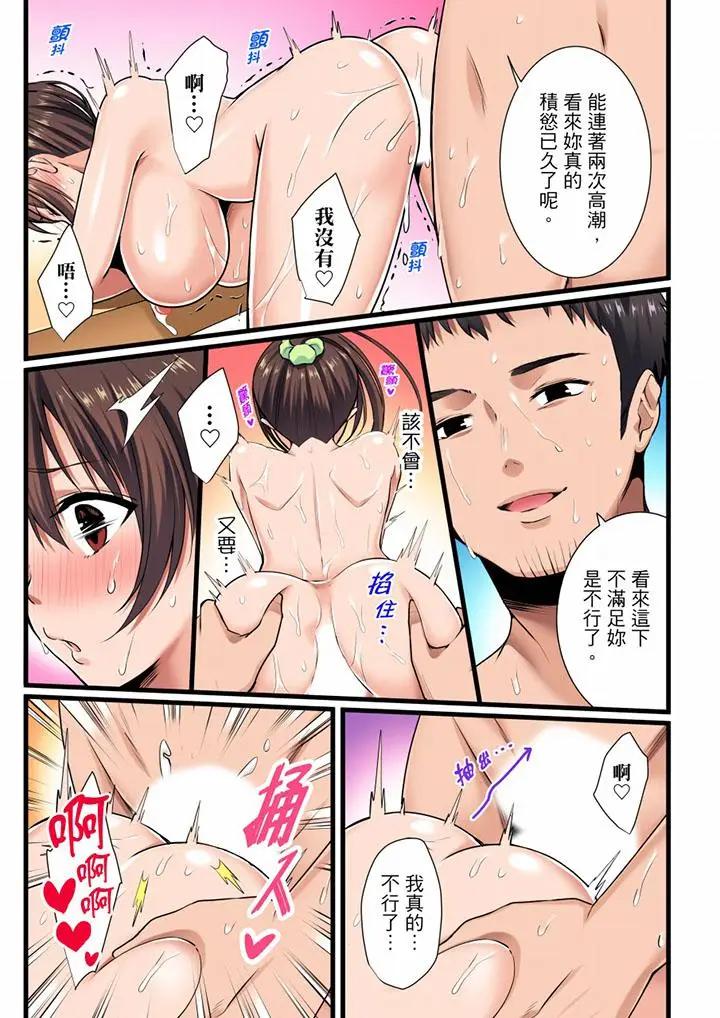 能連著兩次高潮，
看來妳真的
積慾已久了呢。
顫抖
顫抖
啊…♡
我沒有♡
唔…♡
顫抖
看來這下
不滿足妳
是不行了。
該不會…
又要…
掐住…
…♡
啊♡
抽出…
我真的…
不行了…
捅入
啊啊啊啊